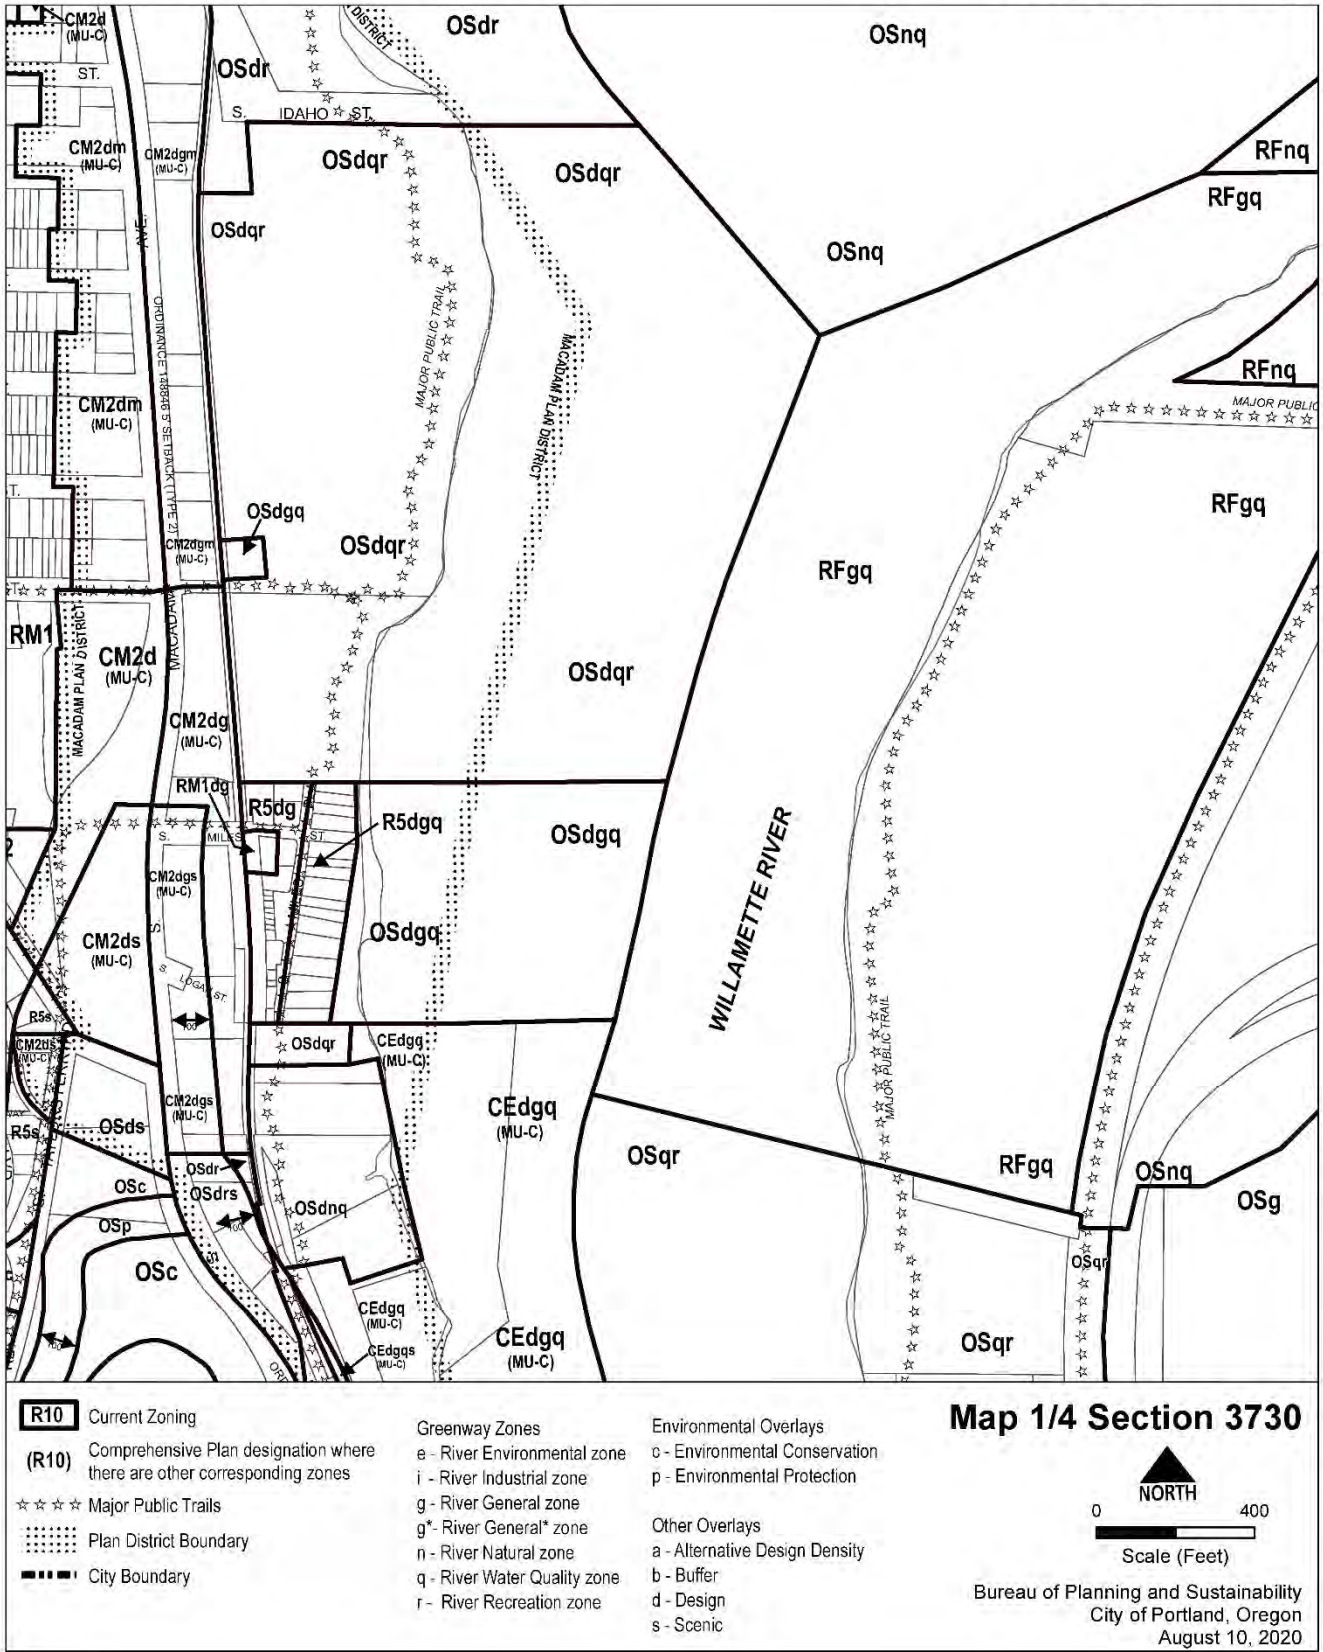 CM2d
(MU-C)
DISTRICT
OSdr
OSnq
ST.
OSdr
S. IDAHO ST.
CM2dm
(MU-C)
CM2dgm
(MU-C)
OSdqr
OSdqr
RFnq
RFgq
OSdqr
AVE.
OSnq
ORDINANCE 148846 5' SETBACK (TYPE 2)
MAJOR PUBLIC TRAIL
MACADAM PLAN DISTRICT
RFnq
MAJOR PUBLIC
CM2dm
(MU-C)
T.
OSdgq
RFgq
CM2dgm
(MU-C)
OSdqr
RFgq
ST.
RM1
MACADAM PLAN DISTRICT
CM2d
(MU-C)
MACADAM
OSdqr
CM2dg
(MU-C)
RM1dg
R5dg
R5dgq
OSdgq
2
S. MILES ST.
WILLAMETTE RIVER
CM2dgs
(MU-C)
S.
CM2ds
(MU-C)
OSdgq
S. LOGAN ST.
R5s
100
CM2ds
(MU-C)
OSdqr
CEdgq
(MU-C)
MAJOR PUBLIC TRAIL
CM2dgs
(MU-C)
CEdgq
(MU-C)
R5s
OSds
OSqr
RFgq
OSnq
OSdr
OSc
OSdrs
100
OSdnq
OSg
OSp
OSc
S.
OSqr
CEdgq
(MU-C)
100
CEdgqs
(MU-C)
CEdgq
(MU-C)
OSqr
R10 Current Zoning
(R10) Comprehensive Plan designation where
there are other corresponding zones
Major Public Trails
Plan District Boundary
City Boundary
Greenway Zones
e - River Environmental zone
i - River Industrial zone
g - River General zone
g* - River General* zone
n - River Natural zone
q - River Water Quality zone
r - River Recreation zone
Environmental Overlays
c - Environmental Conservation
p - Environmental Protection
Other Overlays
a - Alternative Design Density
b - Buffer
d - Design
s - Scenic
Map 1/4 Section 3730
NORTH
0 400
Scale (Feet)
Bureau of Planning and Sustainability
City of Portland, Oregon
August 10, 2020